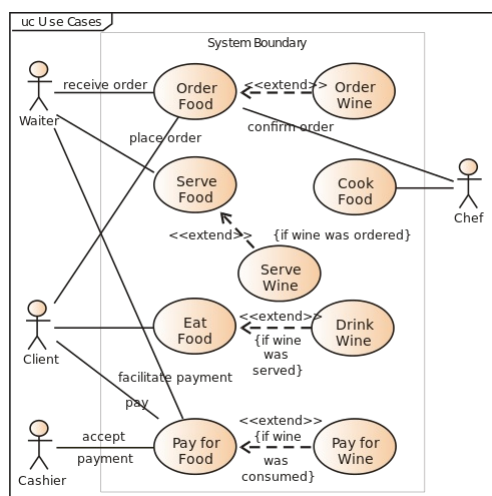 uc Use Cases
System Boundary
receive order
Order
Food
<<extend>>
Order
Wine
Waiter
place order
confirm order
Serve
Food
Cook
Food
Chef
<<extend>>
{if wine was ordered}
Serve
Wine
Client
Eat
Food
<<extend>>
{if wine
was
served}
Drink
Wine
facilitate payment
pay
Cashier
accept
payment
Pay for
Food
<<extend>>
{if wine
was
consumed}
Pay for
Wine